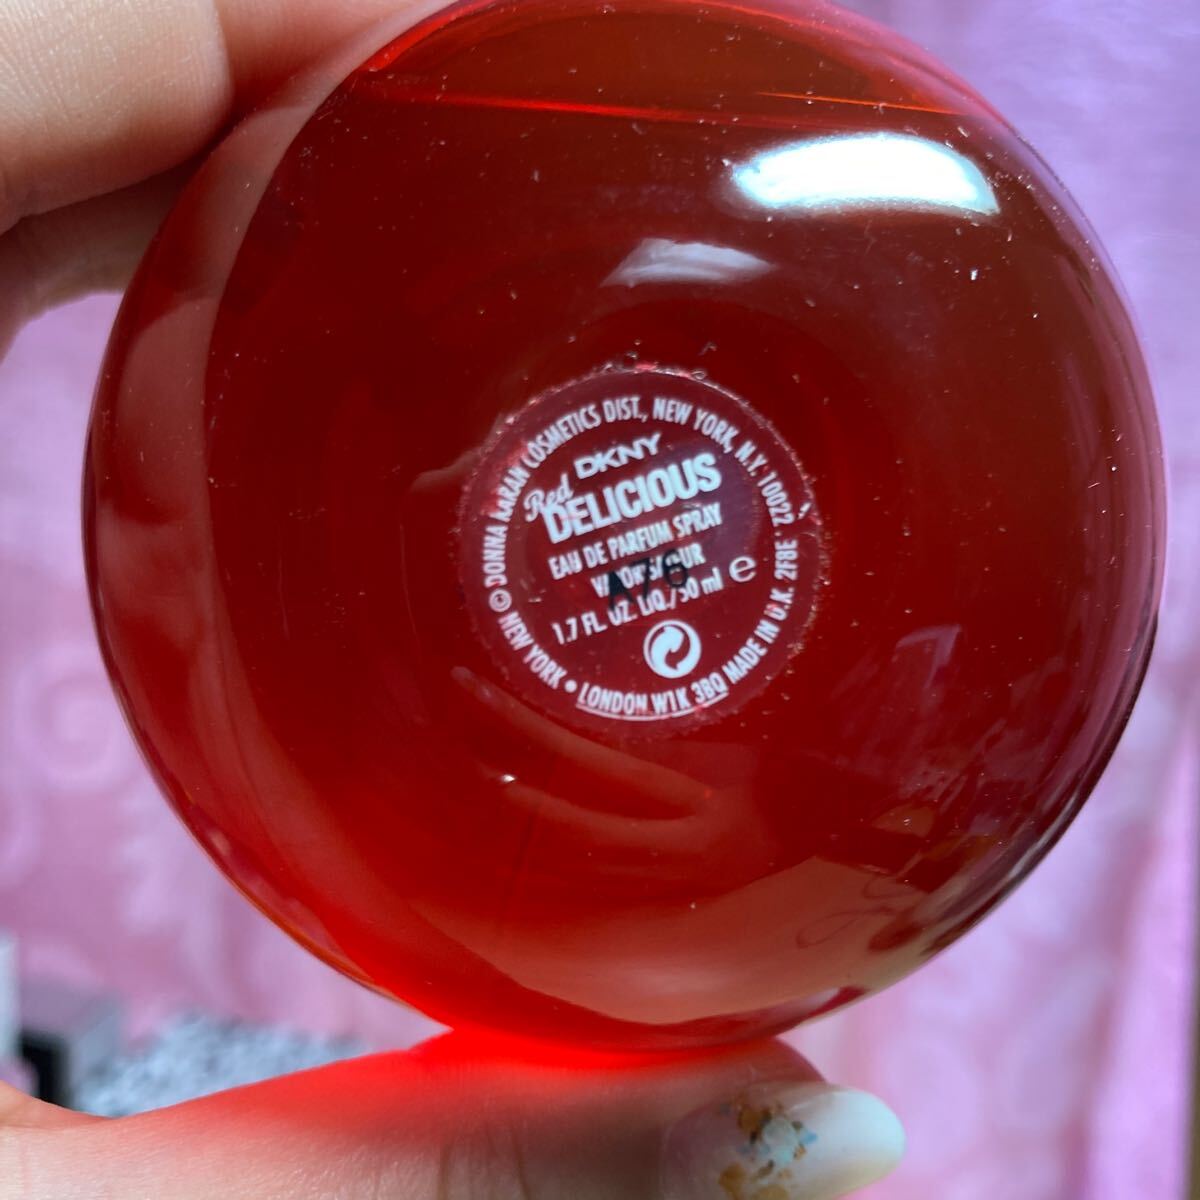 © DONNA KARAN COSMETICS DIST., NEW YORK, N.Y. 10022. 2F8E
DKNY
Red
DELICIOUS
EAU DE PARFUM SPRAY
A76
1.7 FL. OZ. LIQ./50 ml e
NEW YORK • LONDON W1K 3BQ MADE IN U.K.